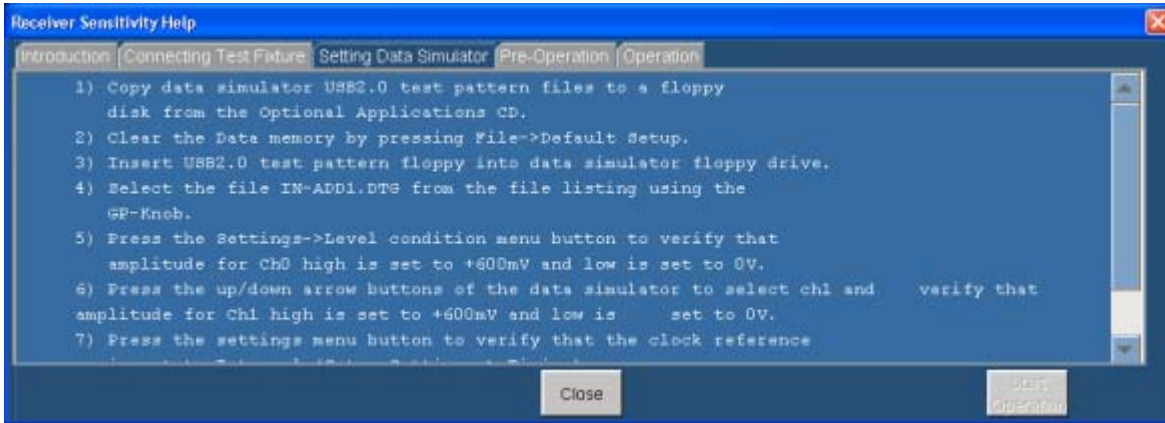 Receiver Sensitivity Help
Introduction Connecting Test Fixture Setting Data Simulator Pre-Operation Operation
1) Copy data simulator USB2.0 test pattern files to a floppy
disk from the Optional Applications CD.
2) Clear the Data memory by pressing File->Default Setup.
3) Insert USB2.0 test pattern floppy into data simulator floppy drive.
4) Select the file IN-ADD1.DTG from the file listing using the
GP-Knob.
5) Press the Settings->Level condition menu button to verify that
amplitude for Ch0 high is set to +600mV and low is set to 0V.
6) Press the up/down arrow buttons of the data simulator to select ch1 and verify that
amplitude for Ch1 high is set to +600mV and low is set to 0V.
7) Press the settings menu button to verify that the clock reference
Close
Start
Operation